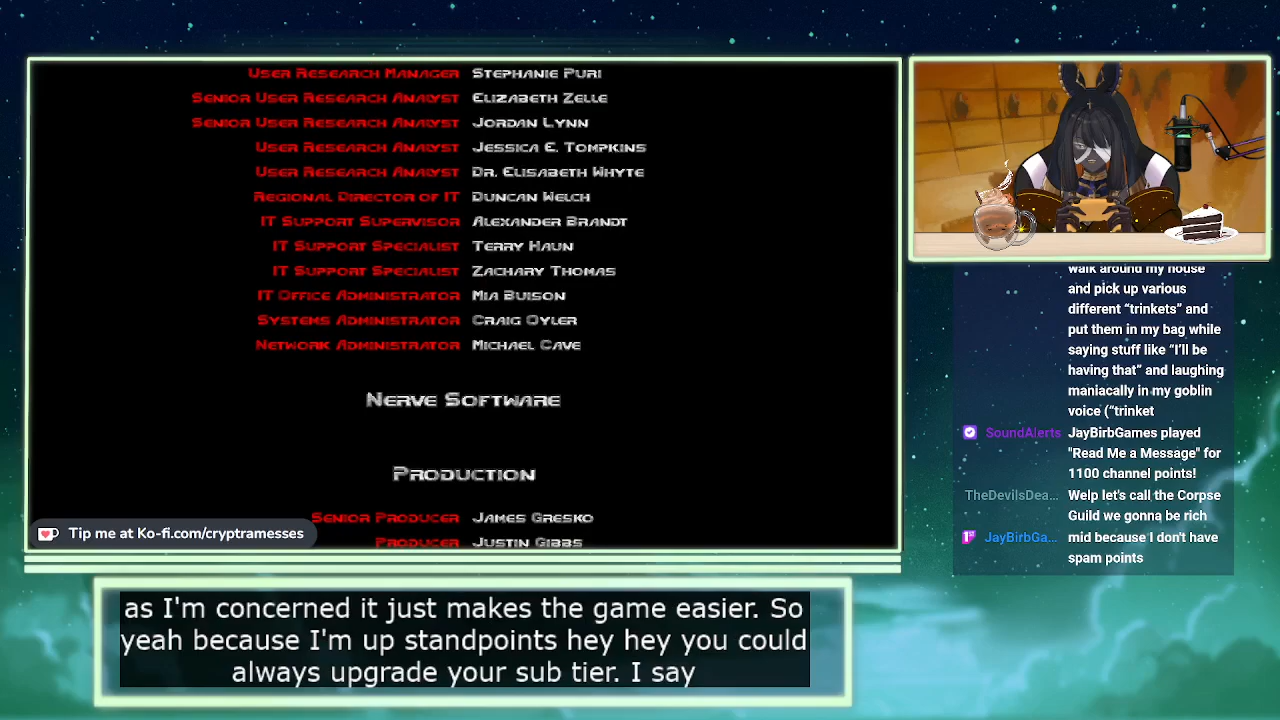 User Research Manager Stephanie Puri
Senior User Research Analyst Elizabeth Zelle
Senior User Research Analyst Jordan Lynn
User Research Analyst Jessica E. Tompkins
User Research Analyst Dr. Elisabeth Whyte
Regional Director of IT Duncan Welch
IT Support Supervisor Alexander Brandt
IT Support Specialist Terry Haun
IT Support Specialist Zachary Thomas
IT Office Administrator Mia Buison
Systems Administrator Craig Oyler
Network Administrator Michael Cave
Nerve Software
Production
Senior Producer James Gresko
Producer Justin Gibbs
Tip me at Ko-fi.com/cryptramesses
as I'm concerned it just makes the game easier. So
yeah because I'm up standpoints hey hey you could
always upgrade your sub tier. I say
walk around my house
and pick up various
different “trinkets” and
put them in my bag while
saying stuff like “I’ll be
having that” and laughing
maniacally in my goblin
voice (“trinket
SoundAlerts JayBirbGames played
"Read Me a Message" for
1100 channel points!
TheDevilsDea... Welp let's call the Corpse
Guild we gonna be rich
JayBirbGa... mid because I don't have
spam points